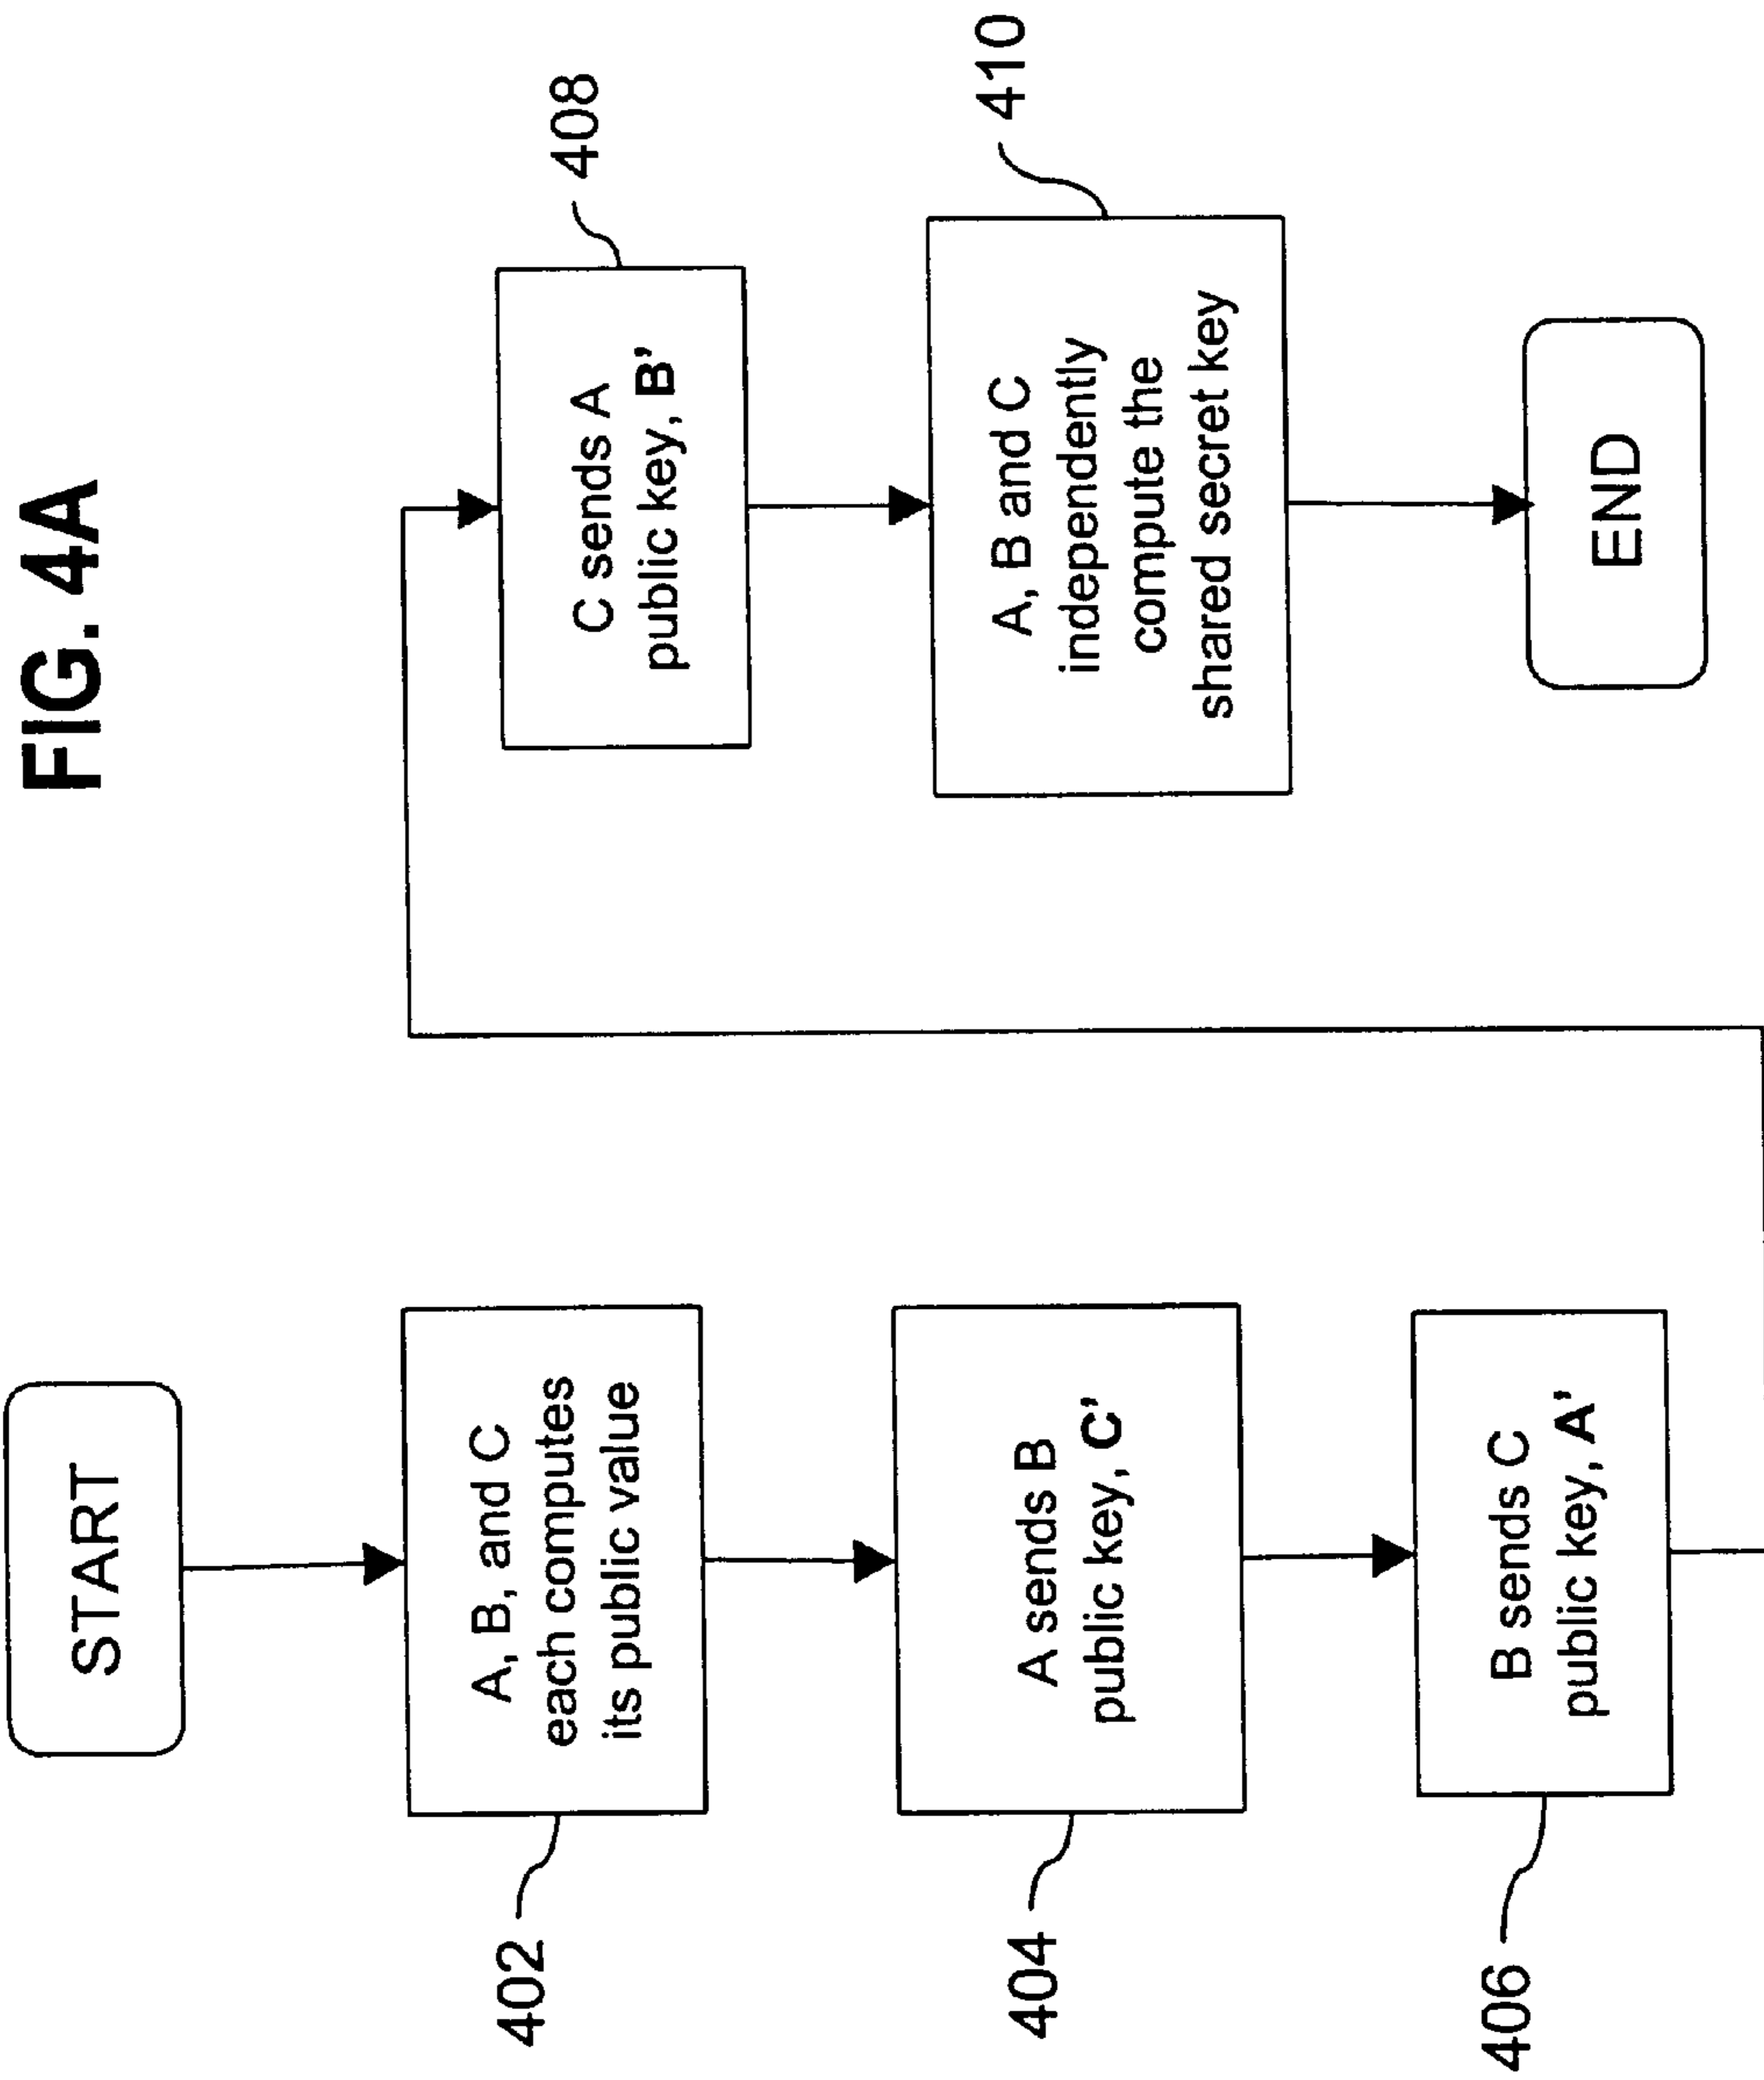 FIG. 4A
START
402
A, B, and C
each computes
its public value
404
A sends B
public key, C'
406
B sends C
public key, A'
408
C sends A
public key, B'
410
A, B and C
independently
compute the
shared secret key
END